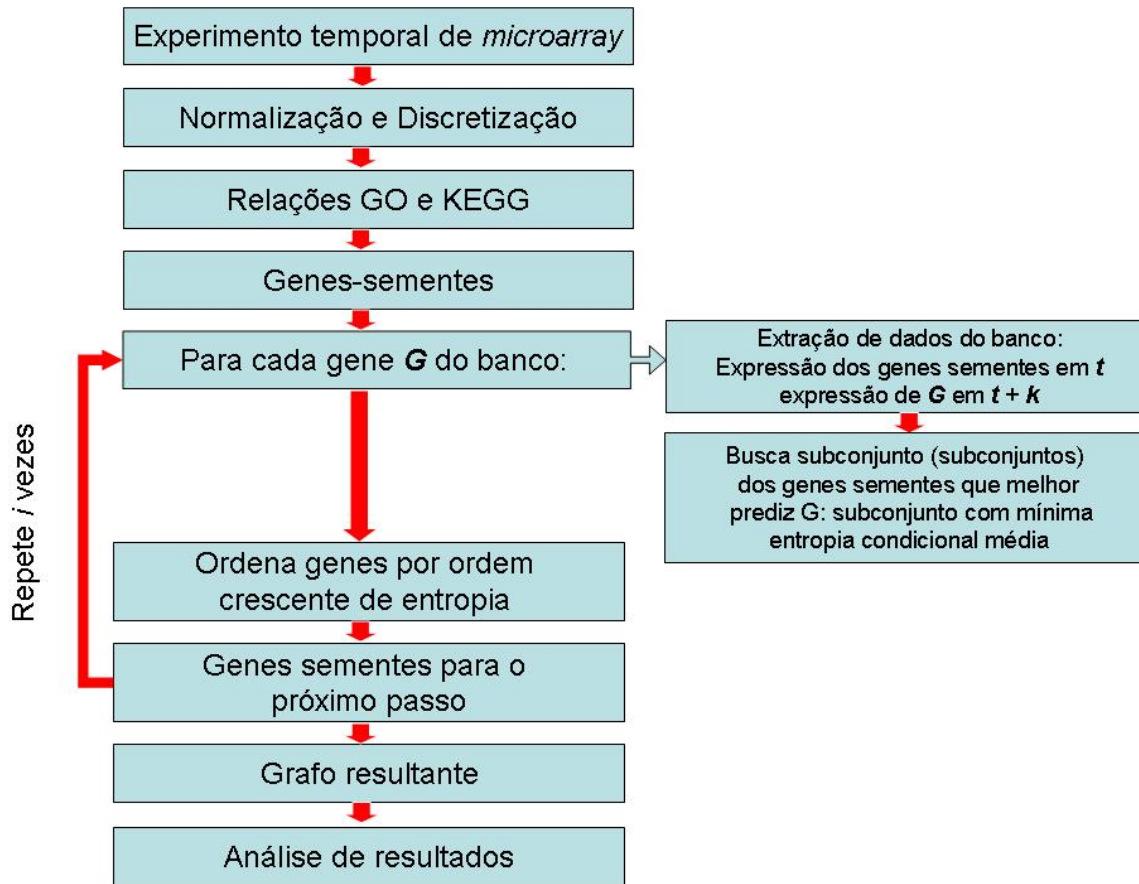 Experimento temporal de microarray
Normalização e Discretização
Relações GO e KEGG
Genes-sementes
Para cada gene G do banco:
Extração de dados do banco:
Expressão dos genes sementes em t
expressão de G em t + k
Busca subconjunto (subconjuntos)
dos genes sementes que melhor
prediz G: subconjunto com mínima
entropia condicional média
Repete i vezes
Ordena genes por ordem
crescente de entropia
Genes sementes para o
próximo passo
Grafo resultante
Análise de resultados